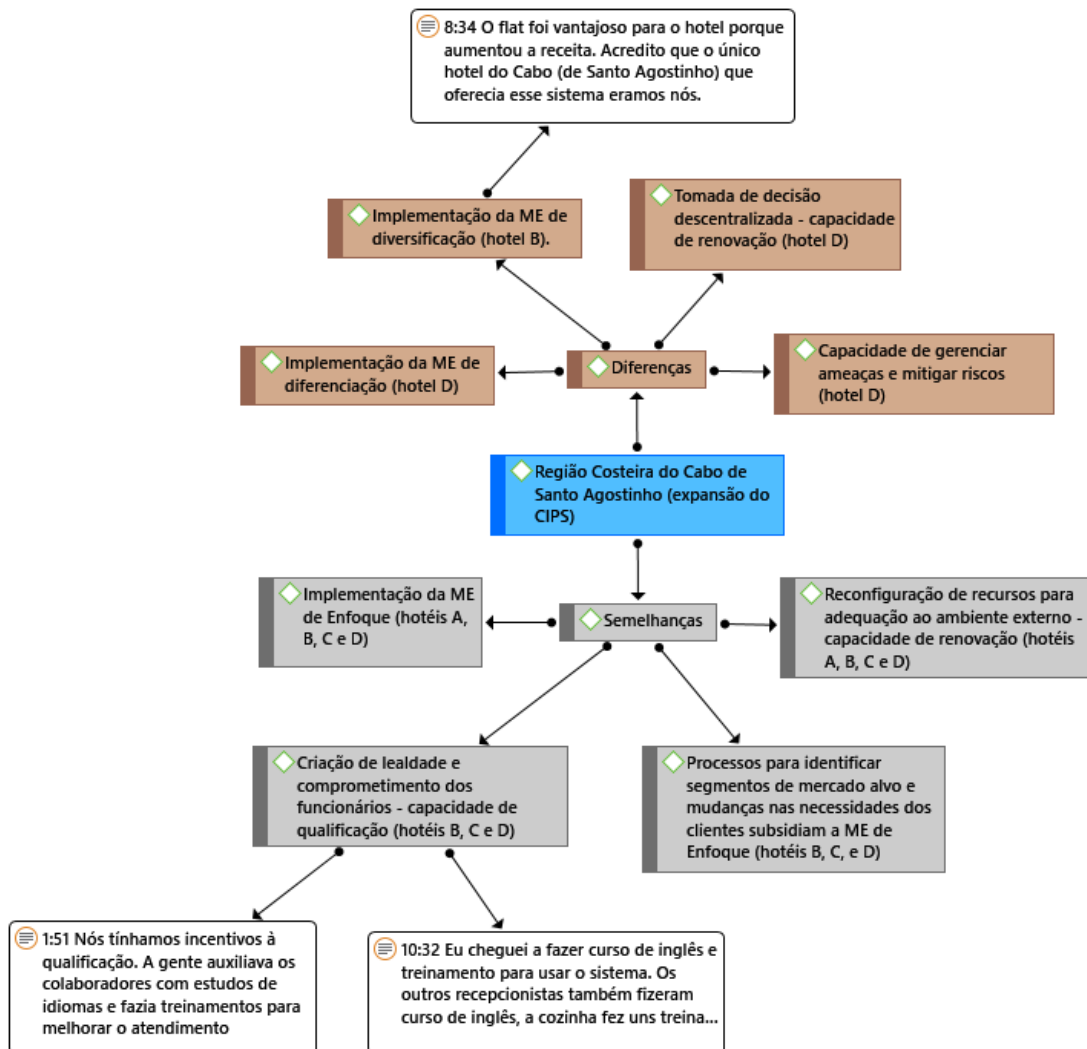 8:34 O flat foi vantajoso para o hotel porque
aumentou a receita. Acredito que o único
hotel do Cabo (de Santo Agostinho) que
oferecia esse sistema eramos nós.
Implementação da ME de
diversificação (hotel B).
Tomada de decisão
descentralizada - capacidade
de renovação (hotel D)
Implementação da ME de
diferenciação (hotel D)
Diferenças
Capacidade de gerenciar
ameaças e mitigar riscos
(hotel D)
Região Costeira do Cabo de
Santo Agostinho (expansão do
CIPS)
Implementação da ME
de Enfoque (hotéis A,
B, C e D)
Semelhanças
Reconfiguração de recursos para
adequação ao ambiente externo -
capacidade de renovação (hotéis
A, B, C e D)
Criação de lealdade e
comprometimento dos
funcionários - capacidade de
qualificação (hotéis B, C e D)
Processos para identificar
segmentos de mercado alvo e
mudanças nas necessidades dos
clientes subsidiam a ME de
Enfoque (hotéis B, C, e D)
1:51 Nós tínhamos incentivos à
qualificação. A gente auxiliava os
colaboradores com estudos de
idiomas e fazia treinamentos para
melhorar o atendimento
10:32 Eu cheguei a fazer curso de inglês e
treinamento para usar o sistema. Os
outros recepcionistas também fizeram
curso de inglês, a cozinha fez uns treina...